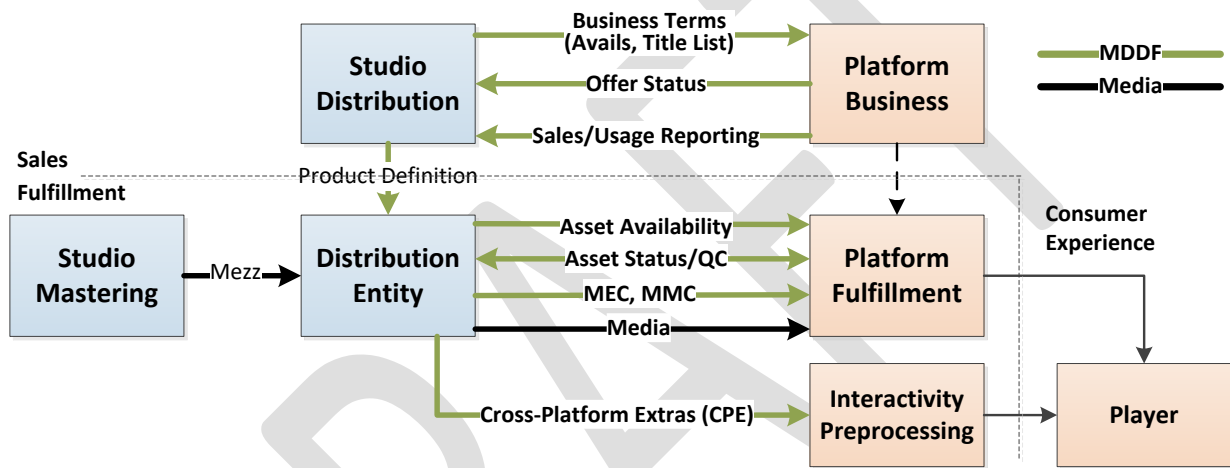 Business Terms
(Avails, Title List)
Studio
Distribution
Offer Status
Platform
Business
MDDF
Media
Sales/Usage Reporting
Sales
Fulfillment
Product Definition
Studio
Mastering
Mezz
Distribution
Entity
Asset Availability
Asset Status/QC
MEC, MMC
Media
Platform
Fulfillment
Consumer
Experience
Cross-Platform Extras (CPE)
Interactivity
Preprocessing
Player
DRAFT